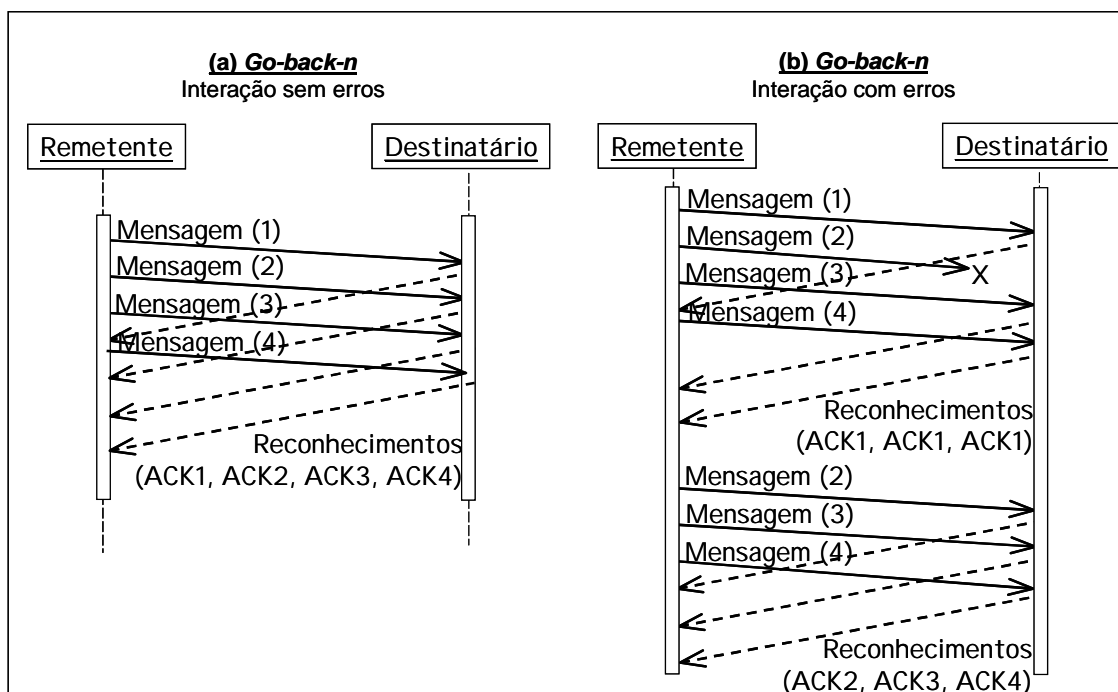 (a) Go-back-n
Interação sem erros
Remetente
Destinatário
Mensagem (1)
Mensagem (2)
Mensagem (3)
Mensagem (4)
Reconhecimentos
(ACK1, ACK2, ACK3, ACK4)
(b) Go-back-n
Interação com erros
Remetente
Destinatário
Mensagem (1)
Mensagem (2)
X
Mensagem (3)
Mensagem (4)
Reconhecimentos
(ACK1, ACK1, ACK1)
Mensagem (2)
Mensagem (3)
Mensagem (4)
Reconhecimentos
(ACK2, ACK3, ACK4)